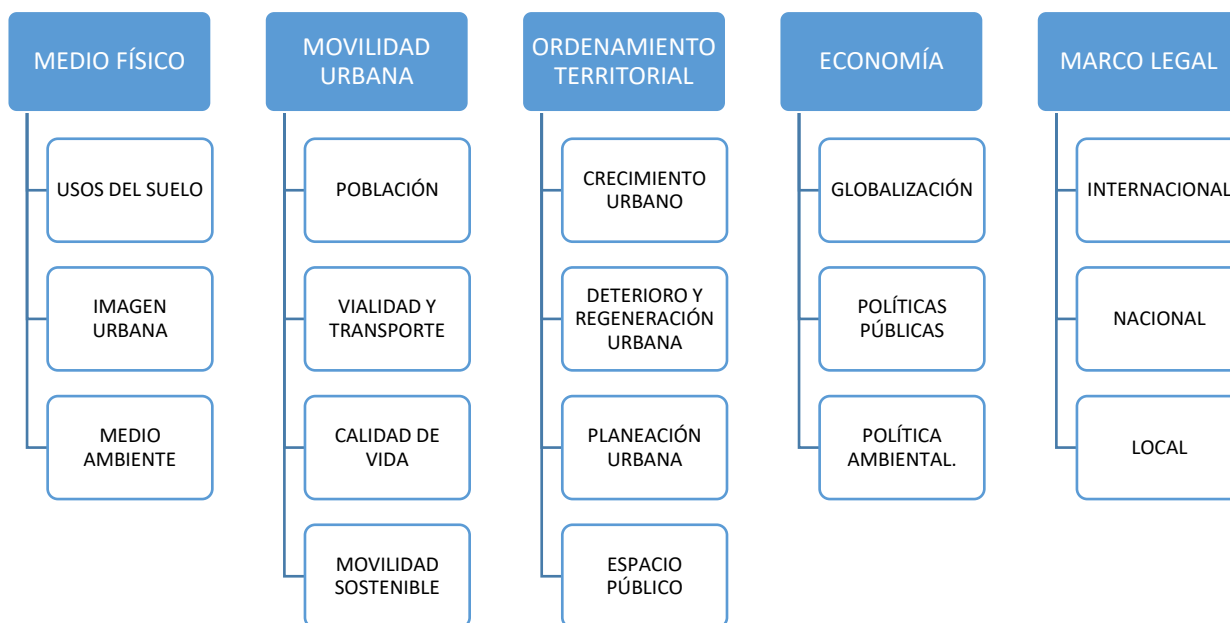 MEDIO FÍSICO
USOS DEL SUELO
IMAGEN
URBANA
MEDIO
AMBIENTE
MOVILIDAD
URBANA
POBLACIÓN
VIALIDAD Y
TRANSPORTE
CALIDAD DE
VIDA
MOVILIDAD
SOSTENIBLE
ORDENAMIENTO
TERRITORIAL
CRECIMIENTO
URBANO
DETERIORO Y
REGENERACIÓN
URBANA
PLANEACIÓN
URBANA
ESPACIO
PÚBLICO
ECONOMÍA
GLOBALIZACIÓN
POLÍTICAS
PÚBLICAS
POLÍTICA
AMBIENTAL.
MARCO LEGAL
INTERNACIONAL
NACIONAL
LOCAL